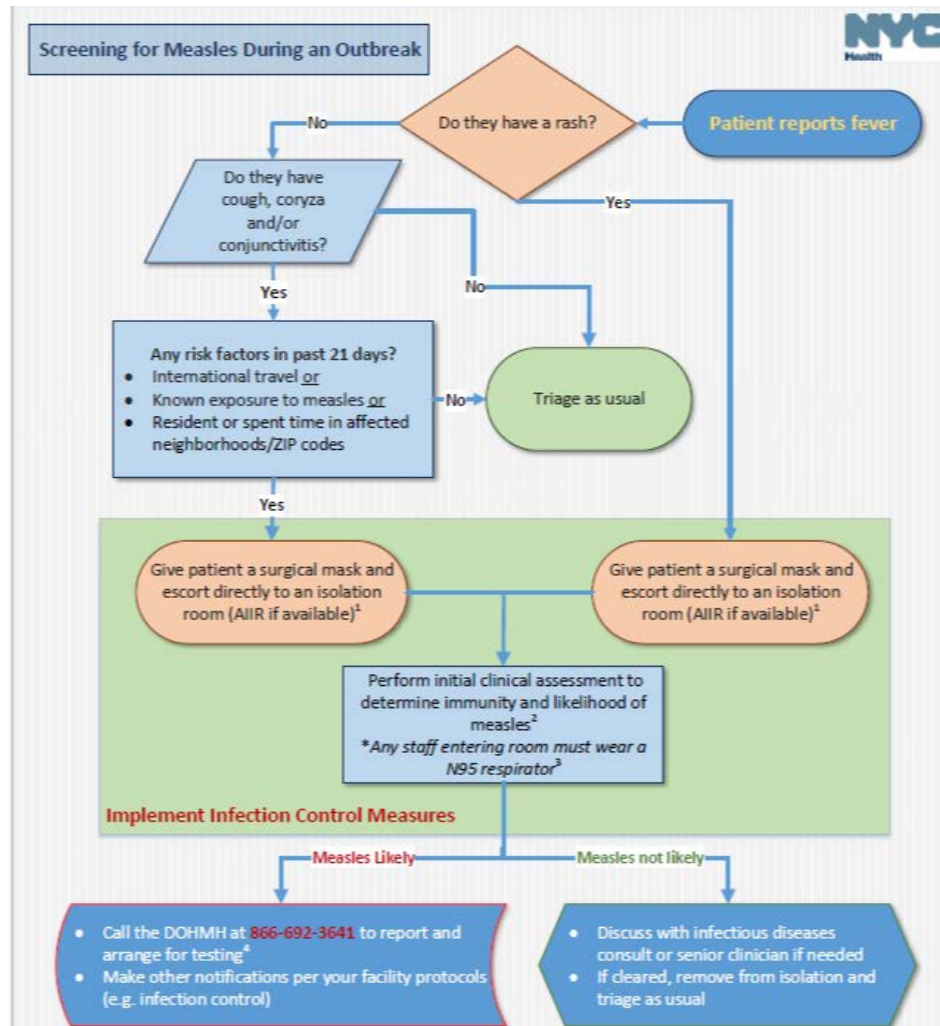 Screening for Measles During an Outbreak
NYC
Health
Patient reports fever
Do they have a rash?
No
Yes
Do they have
cough, coryza
and/or
conjunctivitis?
No
Yes
Any risk factors in past 21 days?
• International travel or
• Known exposure to measles or
• Resident or spent time in affected
neighborhoods/ZIP codes
No
Triage as usual
Yes
Give patient a surgical mask and
escort directly to an isolation
room (AIIR if available)¹
Give patient a surgical mask and
escort directly to an isolation
room (AIIR if available)¹
Perform initial clinical assessment to
determine immunity and likelihood of
measles²
*Any staff entering room must wear a
N95 respirator³
Implement Infection Control Measures
Measles Likely
Measles not likely
• Call the DOHMH at 866-692-3641 to report and
arrange for testing⁴
• Make other notifications per your facility protocols
(e.g. infection control)
• Discuss with infectious diseases
consult or senior clinician if needed
• If cleared, remove from isolation and
triage as usual